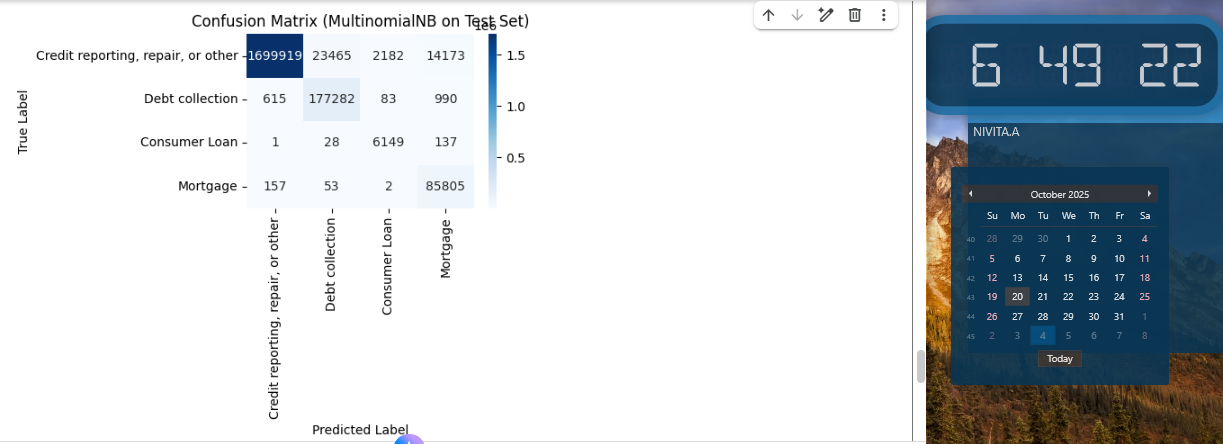 Confusion Matrix (MultinomialNB on Test Set)
1e6
Credit reporting, repair, or other 1699919 23465 2182 14173
Debt collection 615 177282 83 990
Consumer Loan 1 28 6149 137
Mortgage 157 53 2 85805
True Label
1.5
1.0
0.5
Credit reporting, repair, or other
Debt collection
Consumer Loan
Mortgage
Predicted Label
6 49 22
NIVITA.A
October 2025
Su Mo Tu We Th Fr Sa
40 28 29 30 1 2 3 4
41 5 6 7 8 9 10 11
42 12 13 14 15 16 17 18
43 19 20 21 22 23 24 25
44 26 27 28 29 30 31 1
45 2 3 4 5 6 7 8
Today